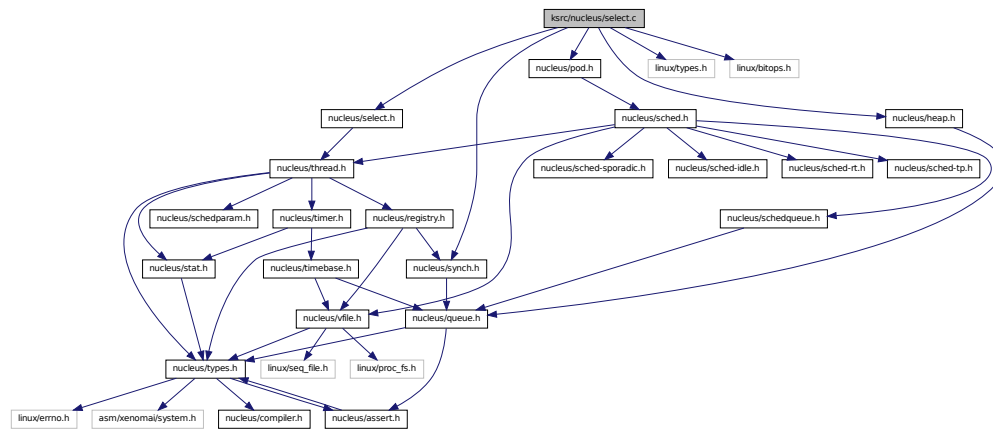 ksrc/nucleus/select.c
nucleus/pod.h
linux/types.h
linux/bitops.h
nucleus/select.h
nucleus/sched.h
nucleus/heap.h
nucleus/thread.h
nucleus/sched-sporadic.h
nucleus/sched-idle.h
nucleus/sched-rt.h
nucleus/sched-tp.h
nucleus/schedparam.h
nucleus/timer.h
nucleus/registry.h
nucleus/schedqueue.h
nucleus/stat.h
nucleus/timebase.h
nucleus/synch.h
nucleus/vfile.h
nucleus/queue.h
nucleus/types.h
linux/seq_file.h
linux/proc_fs.h
linux/errno.h
asm/xenomai/system.h
nucleus/compiler.h
nucleus/assert.h